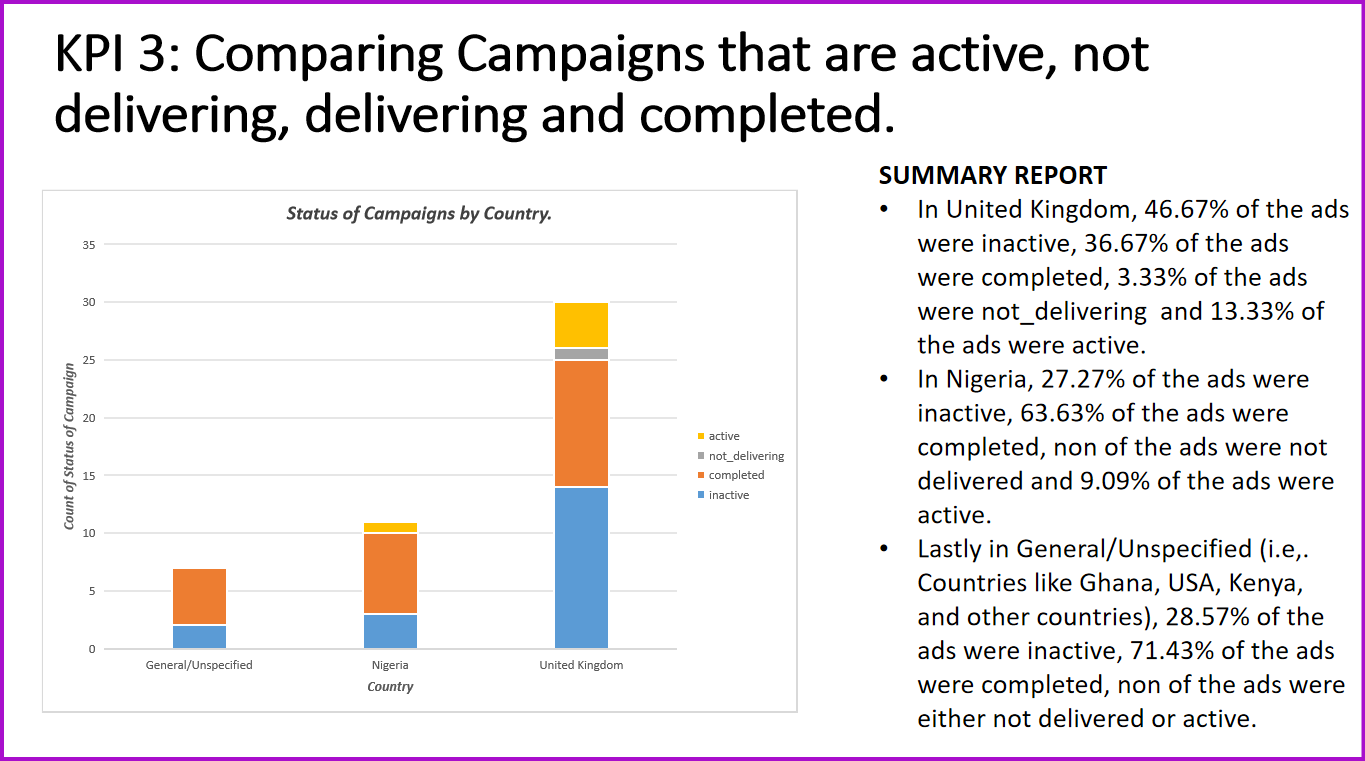 KPI 3: Comparing Campaigns that are active, not
delivering, delivering and completed.
Status of Campaigns by Country.
35
30
25
20
15
10
5
0
Count of Status of Campaign
General/Unspecified
Nigeria
United Kingdom
Country
active
not_delivering
completed
inactive
SUMMARY REPORT
• In United Kingdom, 46.67% of the ads
were inactive, 36.67% of the ads
were completed, 3.33% of the ads
were not_delivering  and 13.33% of
the ads were active.
• In Nigeria, 27.27% of the ads were
inactive, 63.63% of the ads were
completed, non of the ads were not
delivered and 9.09% of the ads were
active.
• Lastly in General/Unspecified (i.e,.
Countries like Ghana, USA, Kenya,
and other countries), 28.57% of the
ads were inactive, 71.43% of the ads
were completed, non of the ads were
either not delivered or active.